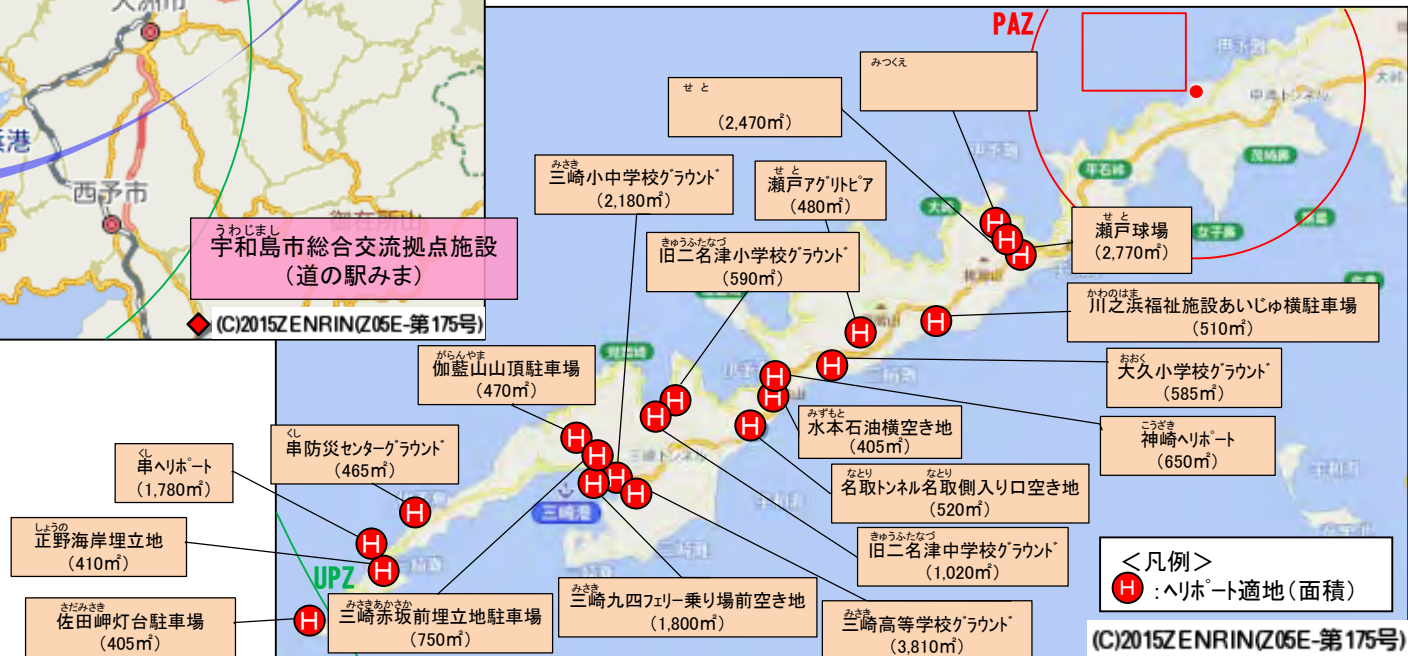 大洲市
西予市
御在所山
うわじまし
宇和島市総合交流拠点施設
（道の駅みま）
(C)2015ZENRIN(Z05E-第175号)
PAZ
みつくえ
せと
(2,470㎡)
みさき
三崎小中学校グラウンド
(2,180㎡)
せと
瀬戸アグリトピア
(480㎡)
せと
瀬戸球場
(2,770㎡)
きゅうふたなづ
旧二名津小学校グラウンド
(590㎡)
かわのはま
川之浜福祉施設あいじゅ横駐車場
(510㎡)
がらんやま
伽藍山山頂駐車場
(470㎡)
おおく
大久小学校グラウンド
(585㎡)
みずもと
水本石油横空き地
(405㎡)
こうざき
神崎ヘリポート
(650㎡)
くし
串防災センターグラウンド
(465㎡)
くし
串ヘリポート
(1,780㎡)
なとり なとり
名取トンネル名取側入り口空き地
(520㎡)
三崎トンネル
三崎港
しょうの
正野海岸埋立地
(410㎡)
きゅうふたなづ
旧二名津中学校グラウンド
(1,020㎡)
UPZ
さだみさき
佐田岬灯台駐車場
(405㎡)
みさきあかさか
三崎赤坂前埋立地駐車場
(750㎡)
みさき
三崎九四フェリー乗り場前空き地
(1,800㎡)
みさき
三崎高等学校グラウンド
(3,810㎡)
＜凡例＞
H ：ヘリポート適地（面積）
(C)2015ZENRIN(Z05E-第175号)